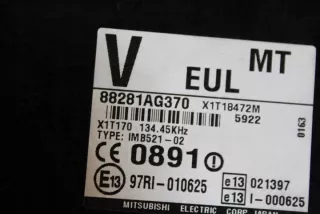 V EUL MT
88281AG370 X1T18472M
5922
0163
X1T170 134.45KHz
TYPE: IMB521-02
CE 0891 !
E13 97RI-010625
e13 021397
e13 I-000625
MITSUBISHI ELECTRIC CORP. JAPAN